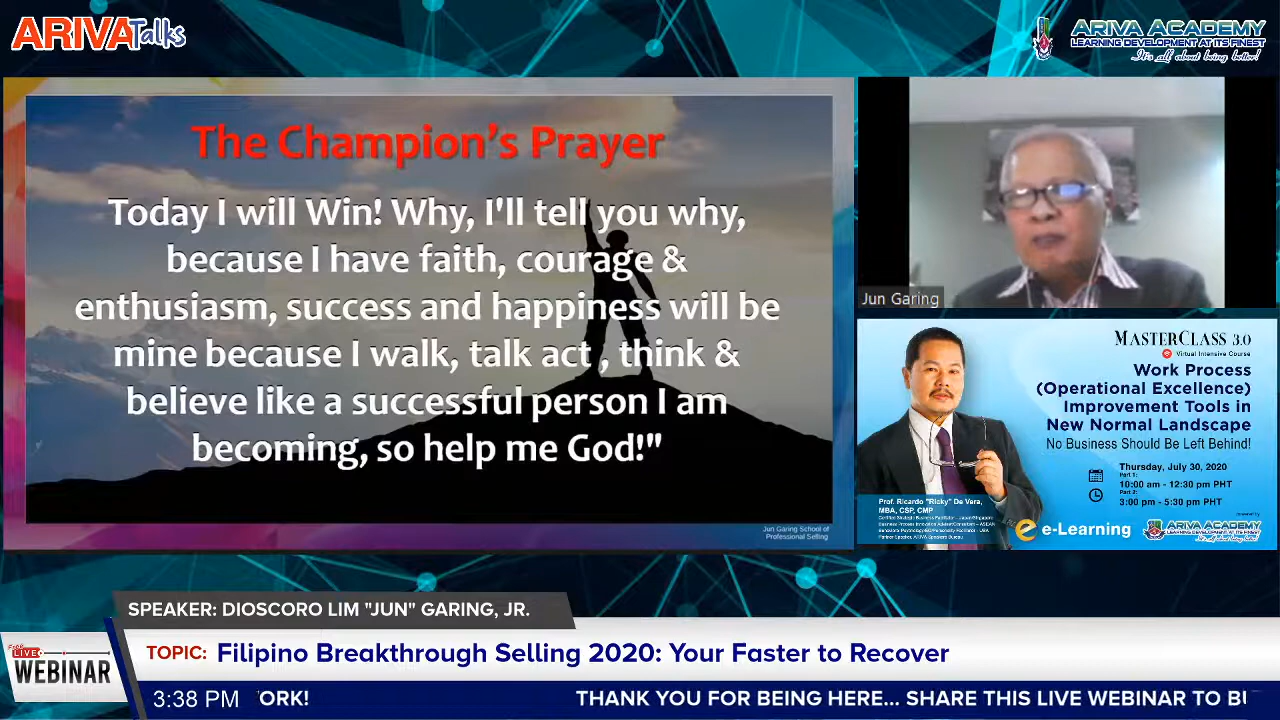 ARIVATalks
ARIVA ACADEMY
LEARNING DEVELOPMENT AT ITS FINEST
It's all about being better!
The Champion's Prayer
Today I will Win! Why, I'll tell you why,
because I have faith, courage &
enthusiasm, success and happiness will be
mine because I walk, talk act , think &
believe like a successful person I am
becoming, so help me God!"
Jun Garing School of
Professional Selling
Jun Garing
MASTERCLASS 3.0
Virtual Intensive Course
Work Process
(Operational Excellence)
Improvement Tools in
New Normal Landscape
No Business Should Be Left Behind!
Thursday, July 30, 2020
Part 1:
10:00 am - 12:30 pm PHT
Part 2:
3:00 pm - 5:30 pm PHT
Prof. Ricardo "Ricky" De Vera,
MBA, CSP, CMP
powered by
e e-Learning
ARIVA ACADEMY
SPEAKER: DIOSCORO LIM "JUN" GARING, JR.
Free
LIVE
WEBINAR
TOPIC: Filipino Breakthrough Selling 2020: Your Faster to Recover
3:38 PM ORK! THANK YOU FOR BEING HERE... SHARE THIS LIVE WEBINAR TO